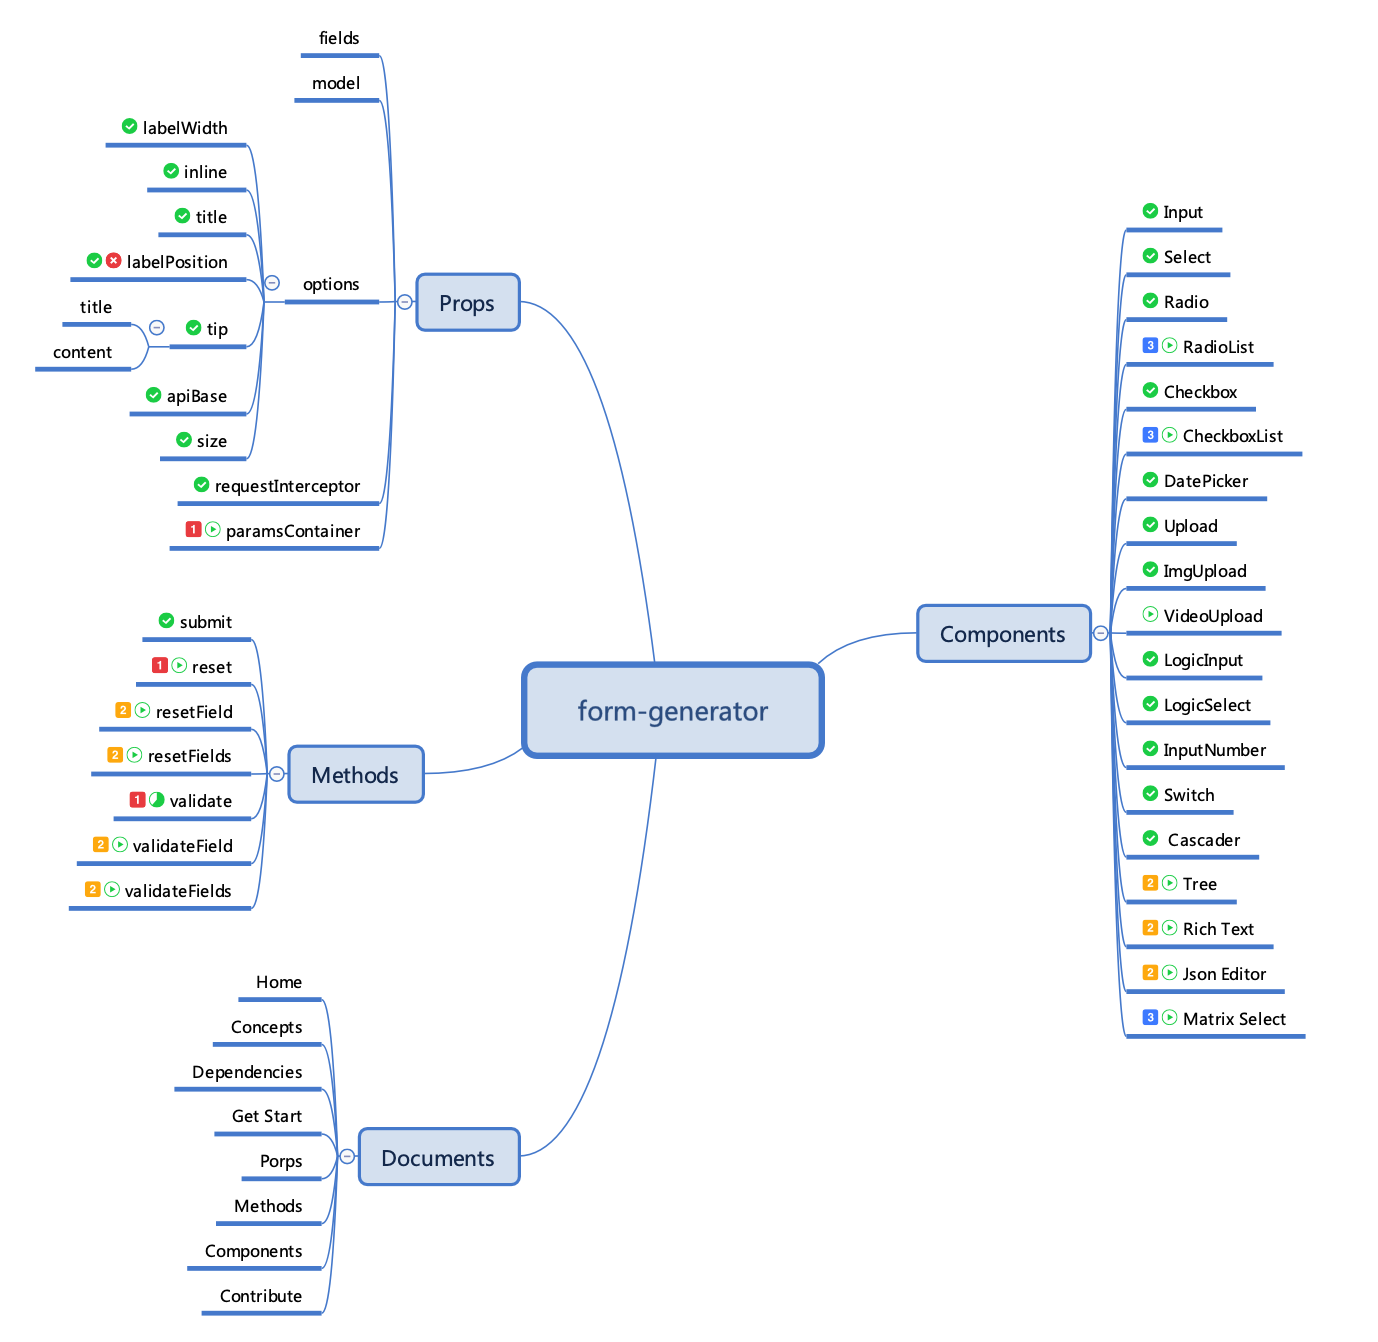 form-generator
Props
fields
model
options
labelWidth
inline
title
labelPosition
tip
title
content
apiBase
size
requestInterceptor
1 paramsContainer
Methods
submit
1 reset
2 resetField
2 resetFields
1 validate
2 validateField
2 validateFields
Documents
Home
Concepts
Dependencies
Get Start
Porps
Methods
Components
Contribute
Components
Input
Select
Radio
3 RadioList
Checkbox
3 CheckboxList
DatePicker
Upload
ImgUpload
VideoUpload
LogicInput
LogicSelect
InputNumber
Switch
Cascader
2 Tree
2 Rich Text
2 Json Editor
3 Matrix Select